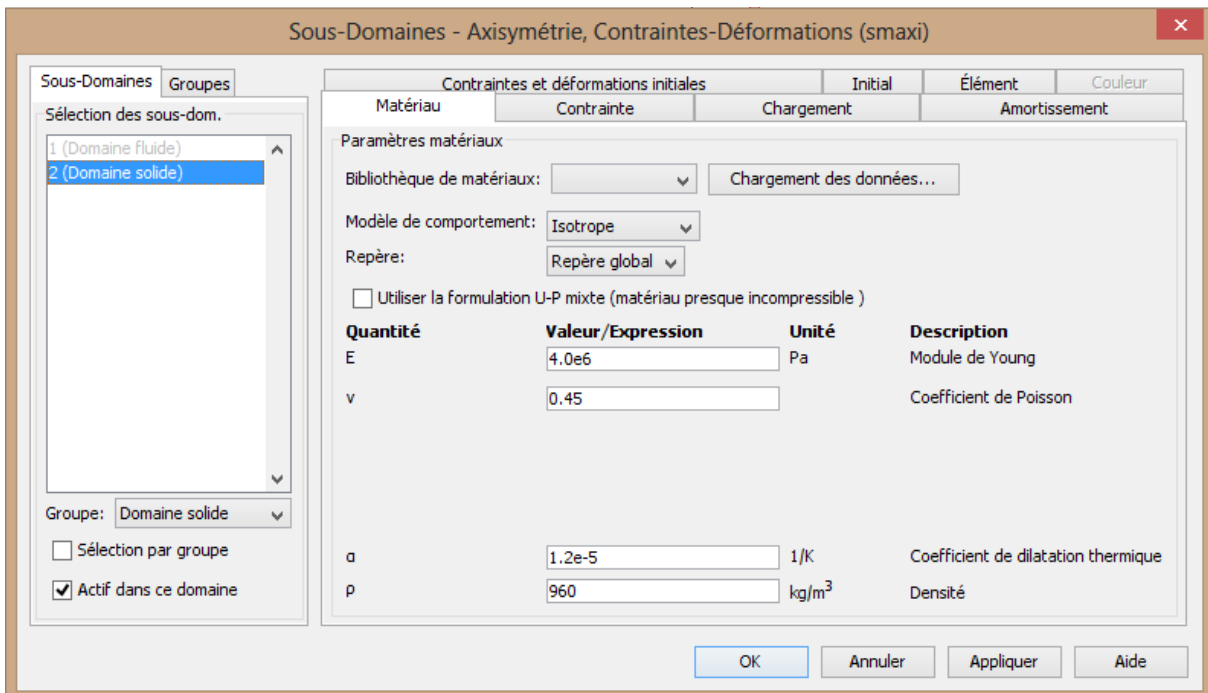 Sous-Domaines - Axisymétrie, Contraintes-Déformations (smaxi)
Sous-Domaines Groupes
Sélection des sous-dom.
1 (Domaine fluide)
2 (Domaine solide)
Groupe: Domaine solide
Sélection par groupe
Actif dans ce domaine
Contraintes et déformations initiales Initial Élément Couleur
Matériau Contrainte Chargement Amortissement
Paramètres matériaux
Bibliothèque de matériaux: Chargement des données...
Modèle de comportement: Isotrope
Repère: Repère global
Utiliser la formulation U-P mixte (matériau presque incompressible )
Quantité Valeur/Expression Unité Description
E 4.0e6 Pa Module de Young
ν 0.45 Coefficient de Poisson
α 1.2e-5 1/K Coefficient de dilatation thermique
ρ 960 kg/m³ Densité
OK Annuler Appliquer Aide